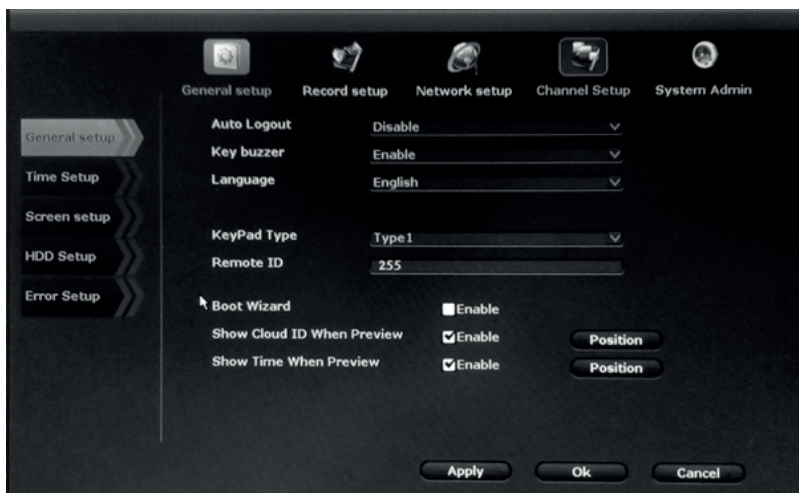 General setup Record setup Network setup Channel Setup System Admin
General setup
Time Setup
Screen setup
HDD Setup
Error Setup
Auto Logout Disable
Key buzzer Enable
Language English
KeyPad Type Type1
Remote ID 255
Boot Wizard Enable
Show Cloud ID When Preview Enable Position
Show Time When Preview Enable Position
Apply Ok Cancel